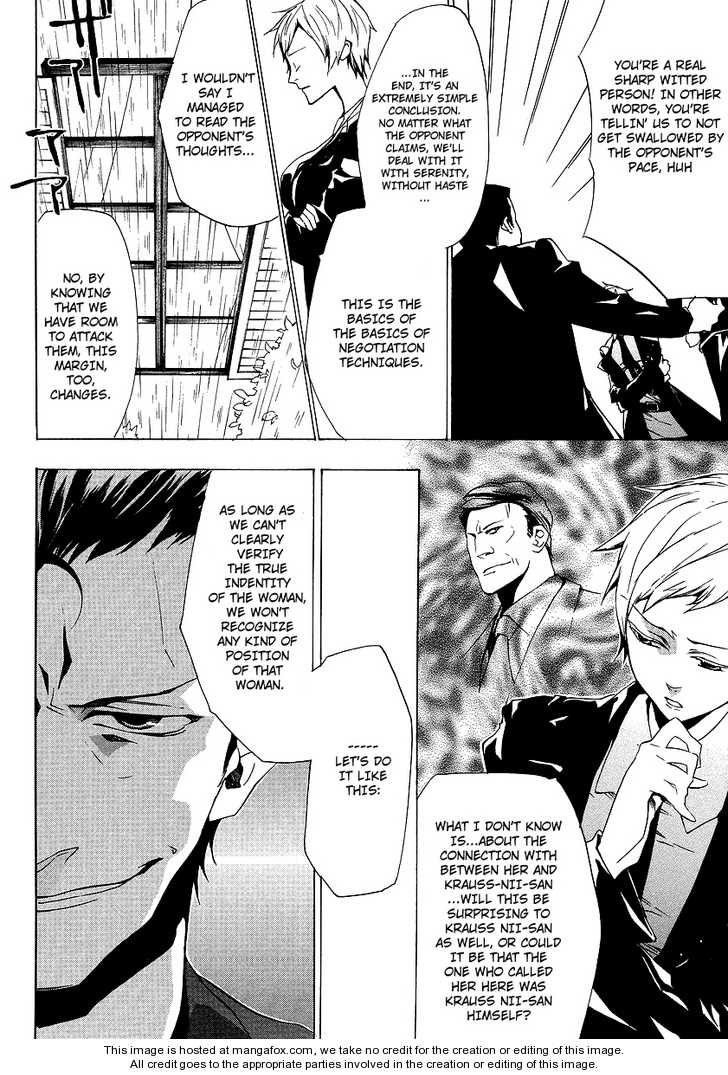 YOU'RE A REAL
SHARP WITTED
PERSON! IN OTHER
WORDS, YOU'RE
TELLIN' US TO NOT
GET SWALLOWED BY
THE OPPONENT'S
PACE, HUH
...IN THE
END, IT'S AN
EXTREMELY SIMPLE
CONCLUSION.
NO MATTER WHAT
THE OPPONENT
CLAIMS, WE'LL
DEAL WITH IT
WITH SERENITY,
WITHOUT HASTE
...
THIS IS THE
BASICS OF
THE BASICS OF
NEGOTIATION
TECHNIQUES.
I WOULDN'T
SAY I
MANAGED
TO READ THE
OPPONENT'S
THOUGHTS...
NO, BY
KNOWING
THAT WE
HAVE ROOM
TO ATTACK
THEM, THIS
MARGIN,
TOO,
CHANGES.
WHAT I DON'T KNOW
IS...ABOUT THE
CONNECTION WITH
BETWEEN HER AND
KRAUSS-NII-SAN
...WILL THIS BE
SURPRISING TO
KRAUSS NII-SAN
AS WELL, OR COULD
IT BE THAT THE
ONE WHO CALLED
HER HERE WAS
KRAUSS NII-SAN
HIMSELF?
-----
LET'S DO
IT LIKE
THIS:
AS LONG AS
WE CAN'T
CLEARLY
VERIFY
THE TRUE
INDENTITY
OF THE WOMAN,
WE WON'T
RECOGNIZE
ANY KIND OF
POSITION
OF THAT
WOMAN.
This image is hosted at mangafox.com, we take no credit for the creation or editing of this image.
All credit goes to the appropriate parties involved in the creation or editing of this image.